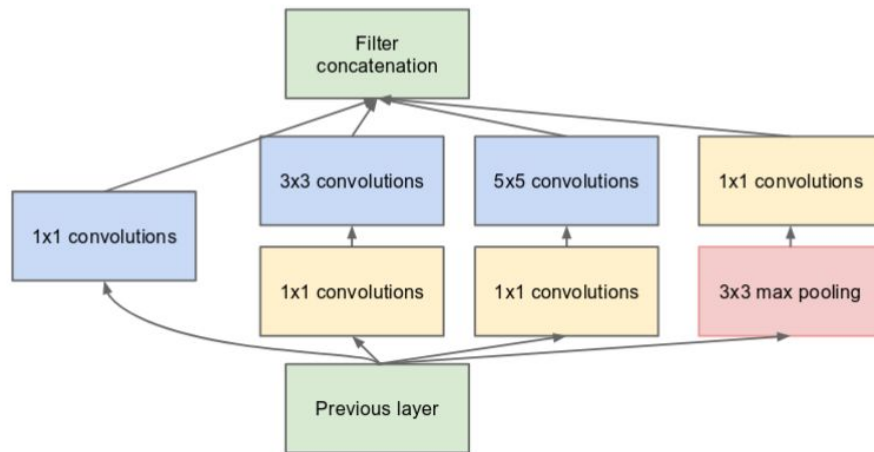 Filter
concatenation
3x3 convolutions
5x5 convolutions
1x1 convolutions
1x1 convolutions
1x1 convolutions
1x1 convolutions
3x3 max pooling
Previous layer